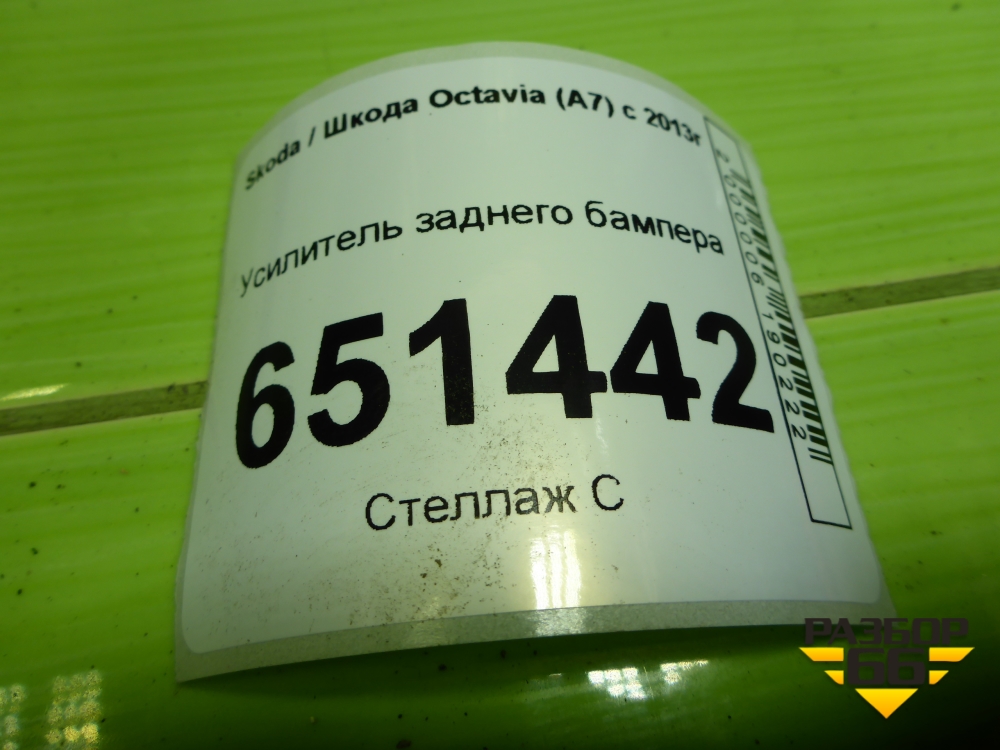 Skoda / Шкода Octavia (A7) с 2013г
Усилитель заднего бампера
651442
Стеллаж С
2000006190222
РАЗБОР
66